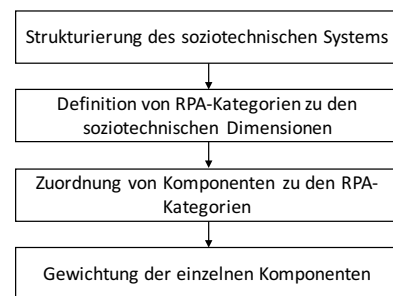 Strukturierung des soziotechnischen Systems
Definition von RPA-Kategorien zu den
soziotechnischen Dimensionen
Zuordnung von Komponenten zu den RPA-
Kategorien
Gewichtung der einzelnen Komponenten